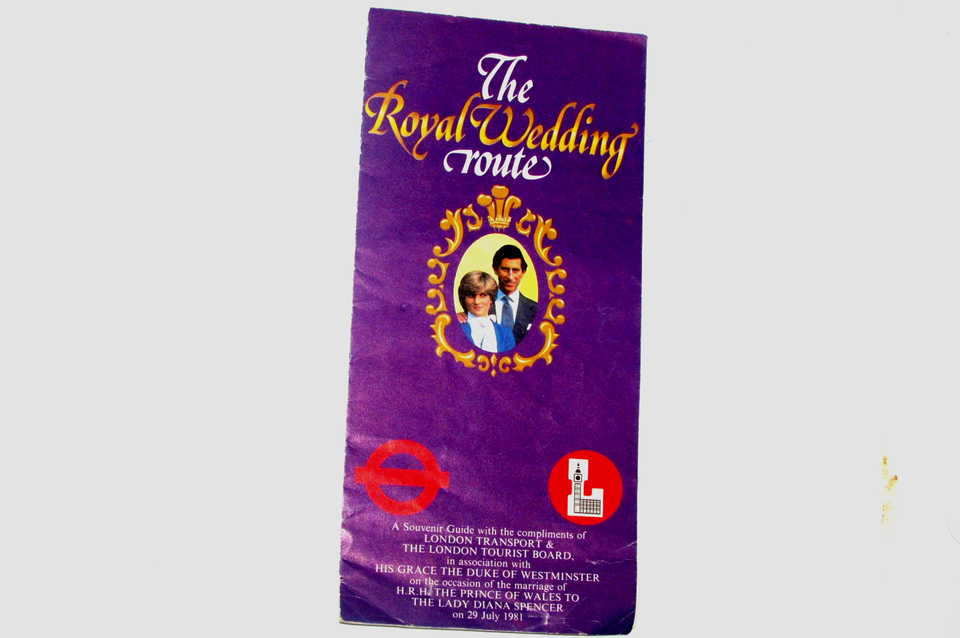 The
Royal Wedding
route
A Souvenir Guide with the compliments of
LONDON TRANSPORT &
THE LONDON TOURIST BOARD,
in association with
HIS GRACE THE DUKE OF WESTMINSTER
on the occasion of the marriage of
H.R.H. THE PRINCE OF WALES TO
THE LADY DIANA SPENCER
on 29 July 1981